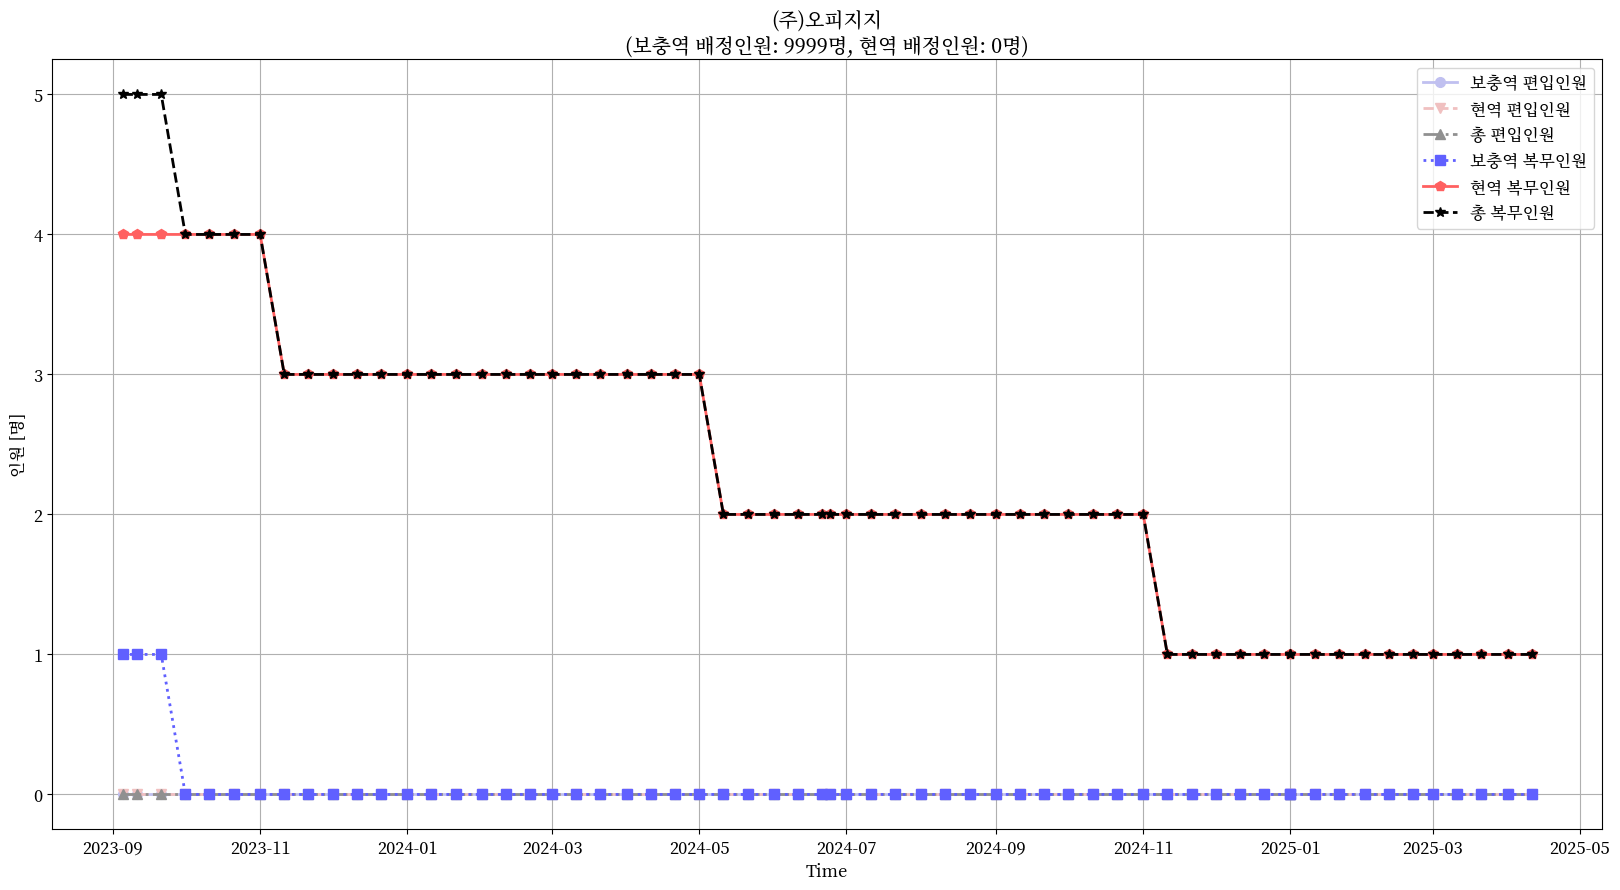 (주)오피지지
(보충역 배정인원: 9999명, 현역 배정인원: 0명)
보충역 편입인원
현역 편입인원
총 편입인원
보충역 복무인원
현역 복무인원
총 복무인원
인원 [명]
5
4
3
2
1
0
2023-09
2023-11
2024-01
2024-03
2024-05
2024-07
2024-09
2024-11
2025-01
2025-03
2025-05
Time